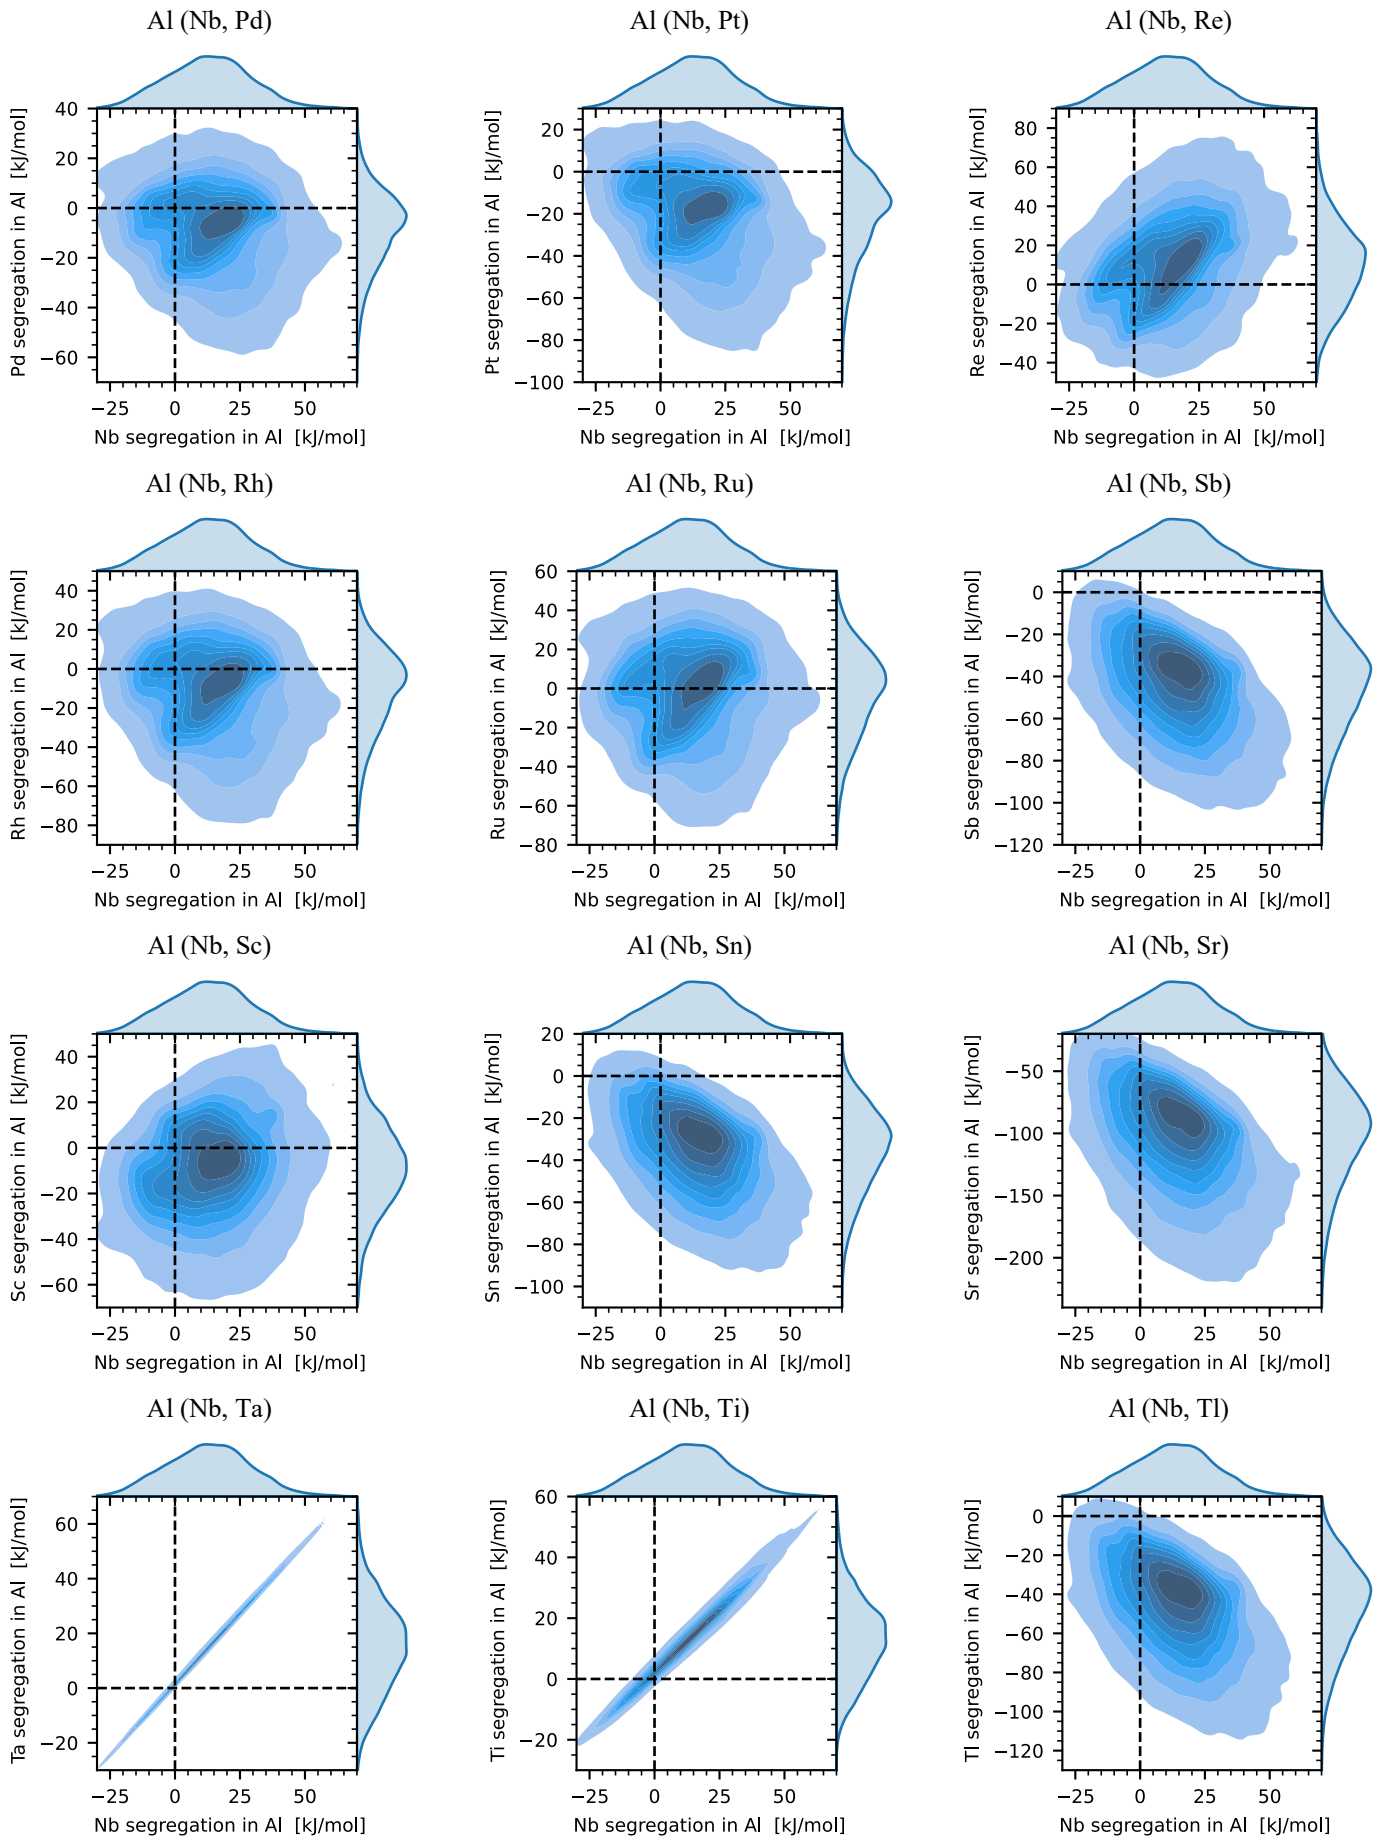 Al (Nb, Pd)
Al (Nb, Pt)
Al (Nb, Re)
Pd segregation in Al [kJ/mol]
40
20
0
−20
−40
−60
−25 0 25 50
Nb segregation in Al [kJ/mol]
Pt segregation in Al [kJ/mol]
20
0
−20
−40
−60
−80
−100
−25 0 25 50
Nb segregation in Al [kJ/mol]
Re segregation in Al [kJ/mol]
80
60
40
20
0
−20
−40
−25 0 25 50
Nb segregation in Al [kJ/mol]
Al (Nb, Rh)
Al (Nb, Ru)
Al (Nb, Sb)
Rh segregation in Al [kJ/mol]
40
20
0
−20
−40
−60
−80
−25 0 25 50
Nb segregation in Al [kJ/mol]
Ru segregation in Al [kJ/mol]
60
40
20
0
−20
−40
−60
−80
−25 0 25 50
Nb segregation in Al [kJ/mol]
Sb segregation in Al [kJ/mol]
0
−20
−40
−60
−80
−100
−120
−25 0 25 50
Nb segregation in Al [kJ/mol]
Al (Nb, Sc)
Al (Nb, Sn)
Al (Nb, Sr)
Sc segregation in Al [kJ/mol]
40
20
0
−20
−40
−60
−25 0 25 50
Nb segregation in Al [kJ/mol]
Sn segregation in Al [kJ/mol]
20
0
−20
−40
−60
−80
−100
−25 0 25 50
Nb segregation in Al [kJ/mol]
Sr segregation in Al [kJ/mol]
−50
−100
−150
−200
−25 0 25 50
Nb segregation in Al [kJ/mol]
Al (Nb, Ta)
Al (Nb, Ti)
Al (Nb, Tl)
Ta segregation in Al [kJ/mol]
60
40
20
0
−20
−25 0 25 50
Nb segregation in Al [kJ/mol]
Ti segregation in Al [kJ/mol]
60
40
20
0
−20
−25 0 25 50
Nb segregation in Al [kJ/mol]
Tl segregation in Al [kJ/mol]
0
−20
−40
−60
−80
−100
−120
−25 0 25 50
Nb segregation in Al [kJ/mol]